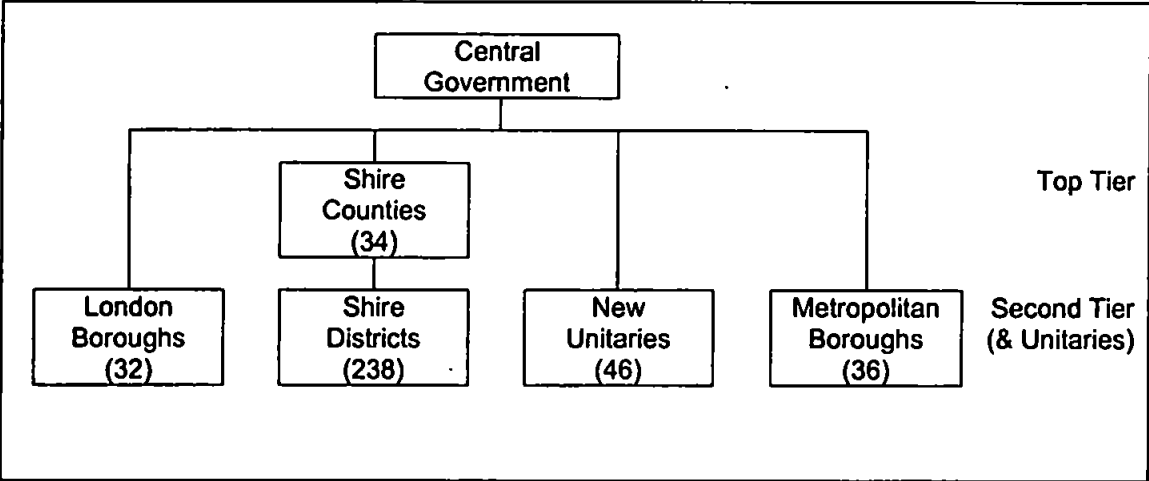 Central
Government
Shire
Counties
(34)
Top Tier
London
Boroughs
(32)
Shire
Districts
(238)
New
Unitaries
(46)
Metropolitan
Boroughs
(36)
Second Tier
(& Unitaries)